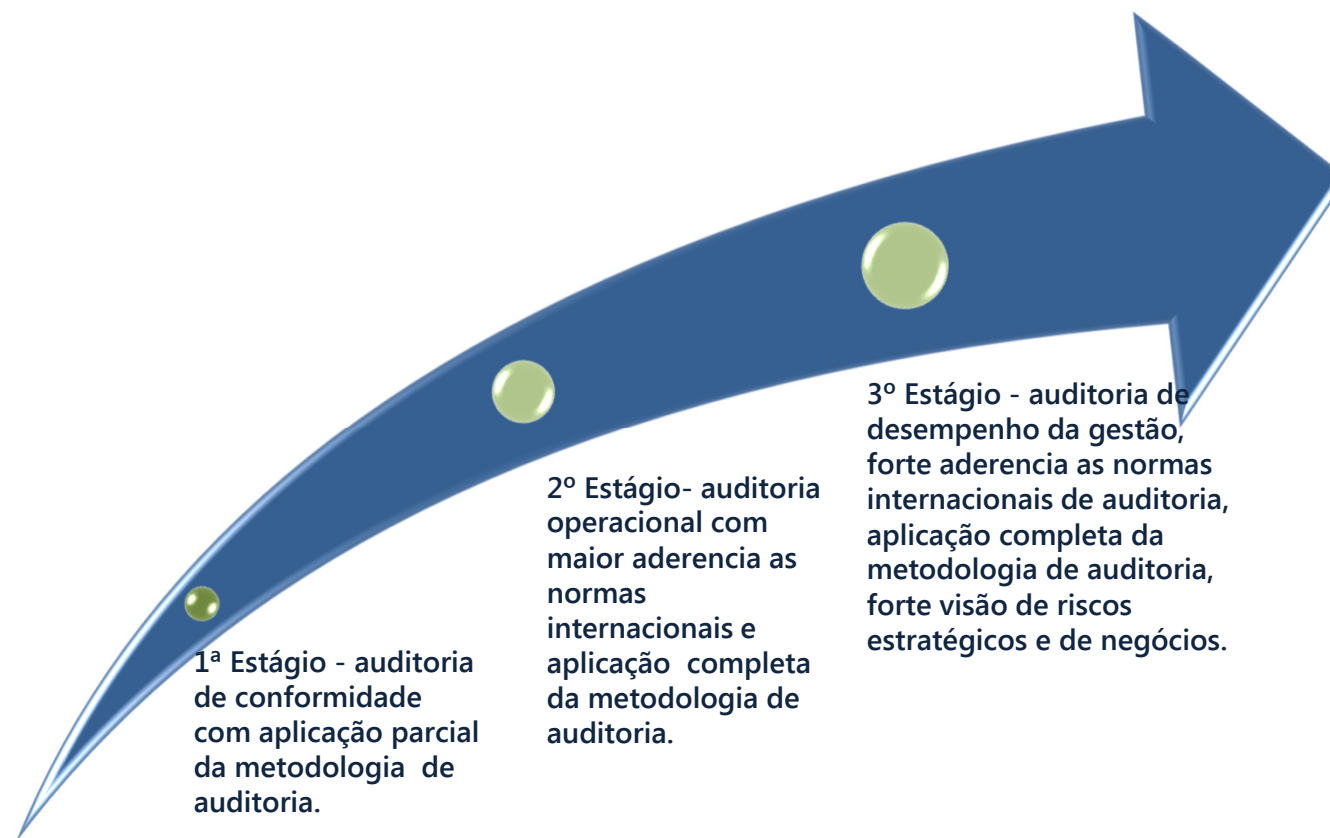 1ª Estágio - auditoria
de conformidade
com aplicação parcial
da metodologia  de
auditoria.
2º Estágio- auditoria
operacional com
maior aderencia as
normas
internacionais e
aplicação  completa
da metodologia de
auditoria.
3º Estágio - auditoria de
desempenho da gestão,
forte aderencia as normas
internacionais de auditoria,
aplicação completa da
metodologia de auditoria,
forte visão de riscos
estratégicos e de negócios.